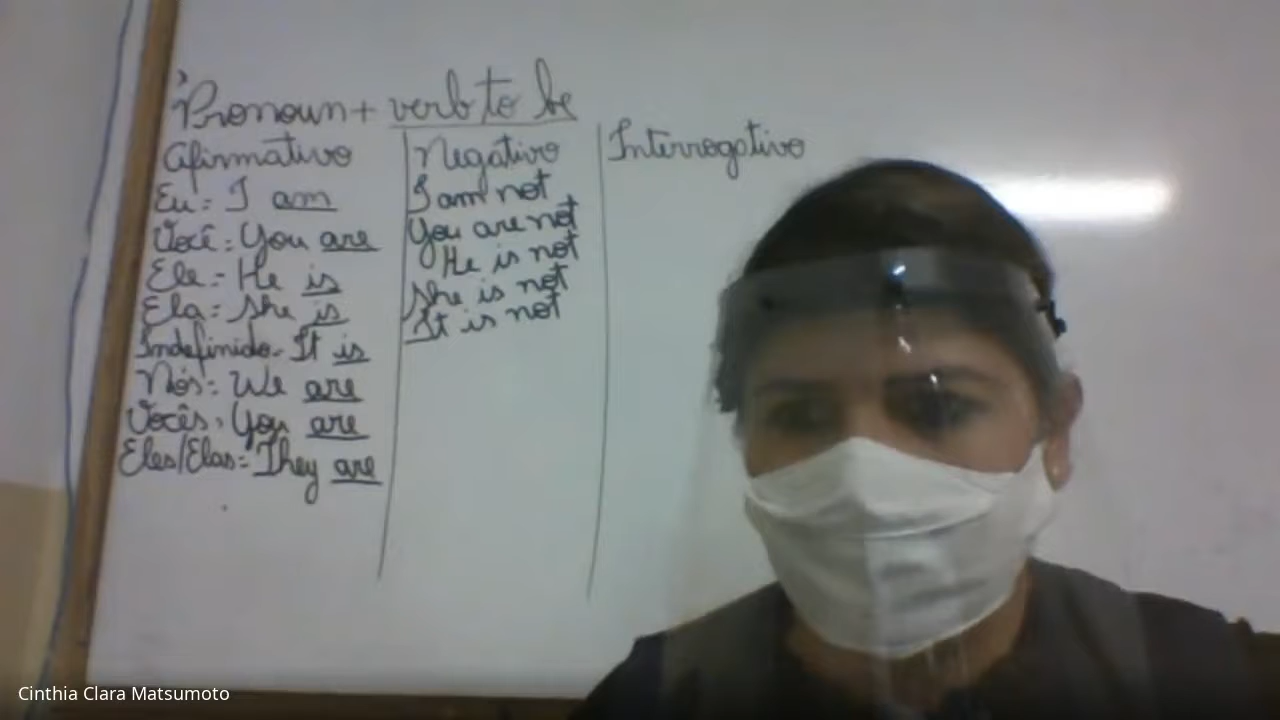 Pronoun + verb to be
Afirmativo
Eu: I am
Você: You are
Ele: He is
Ela: She is
Indefinido: It is
Nós: We are
Vocês: You are
Eles/Elas: They are
Negativo
I am not
You are not
He is not
She is not
It is not
Interrogativo
Cinthia Clara Matsumoto